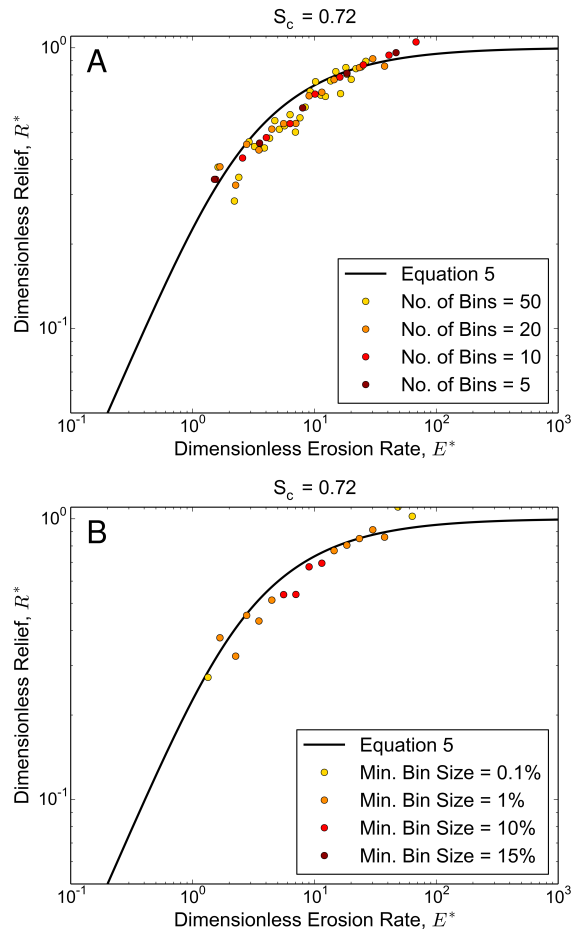 S_c = 0.72
A
10^0
10^-1
Dimensionless Relief, R*
Equation 5
No. of Bins = 50
No. of Bins = 20
No. of Bins = 10
No. of Bins = 5
10^-1 10^0 10^1 10^2 10^3
Dimensionless Erosion Rate, E*
S_c = 0.72
B
10^0
10^-1
Dimensionless Relief, R*
Equation 5
Min. Bin Size = 0.1%
Min. Bin Size = 1%
Min. Bin Size = 10%
Min. Bin Size = 15%
10^-1 10^0 10^1 10^2 10^3
Dimensionless Erosion Rate, E*